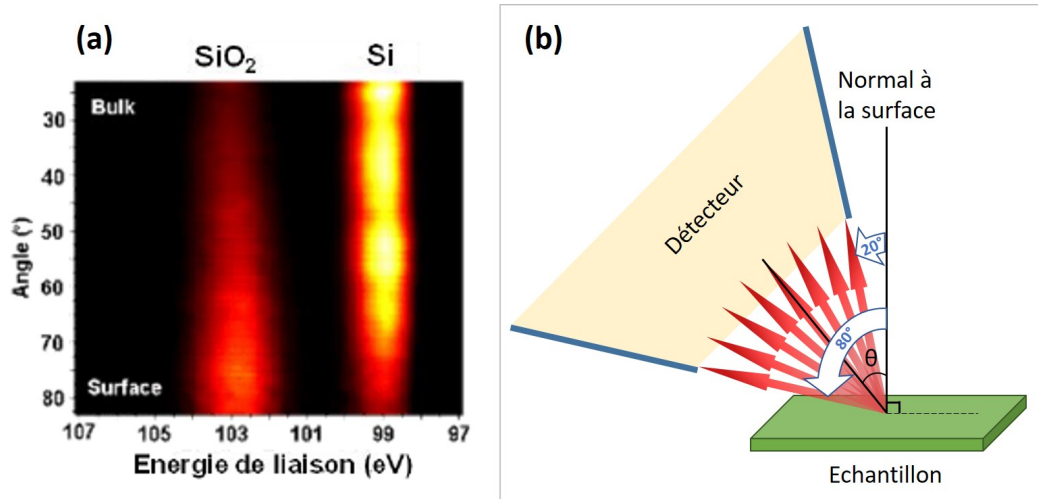 (a)
SiO₂
Si
Bulk
30
40
50
60
70
80
Angle (°)
Surface
107
105
103
101
99
97
Energie de liaison (eV)
(b)
Normal à
la surface
Détecteur
20°
80°
θ
Echantillon